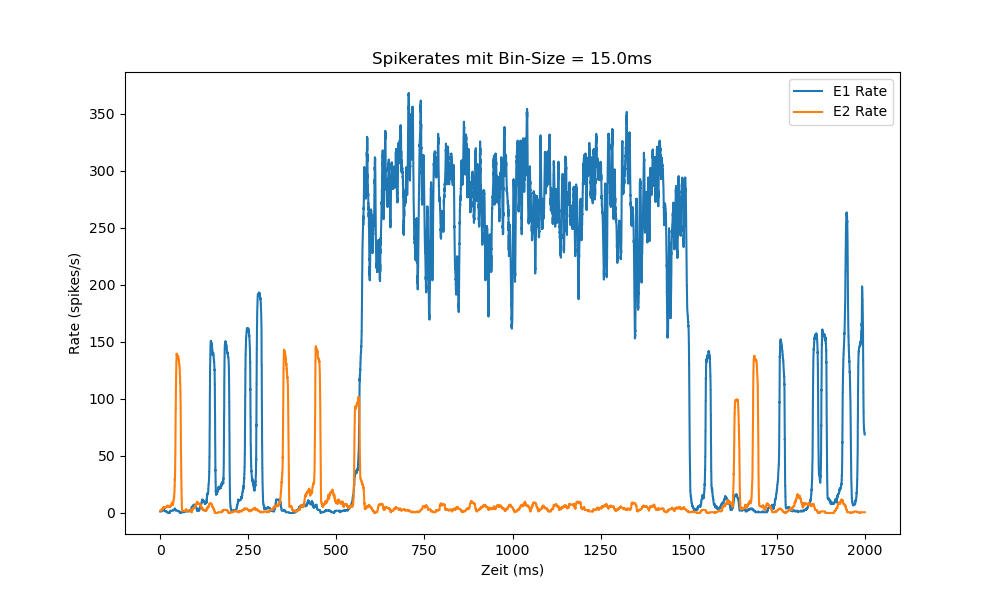 Spikerates mit Bin-Size = 15.0ms
E1 Rate
E2 Rate
Rate (spikes/s)
350
300
250
200
150
100
50
0
0 250 500 750 1000 1250 1500 1750 2000
Zeit (ms)